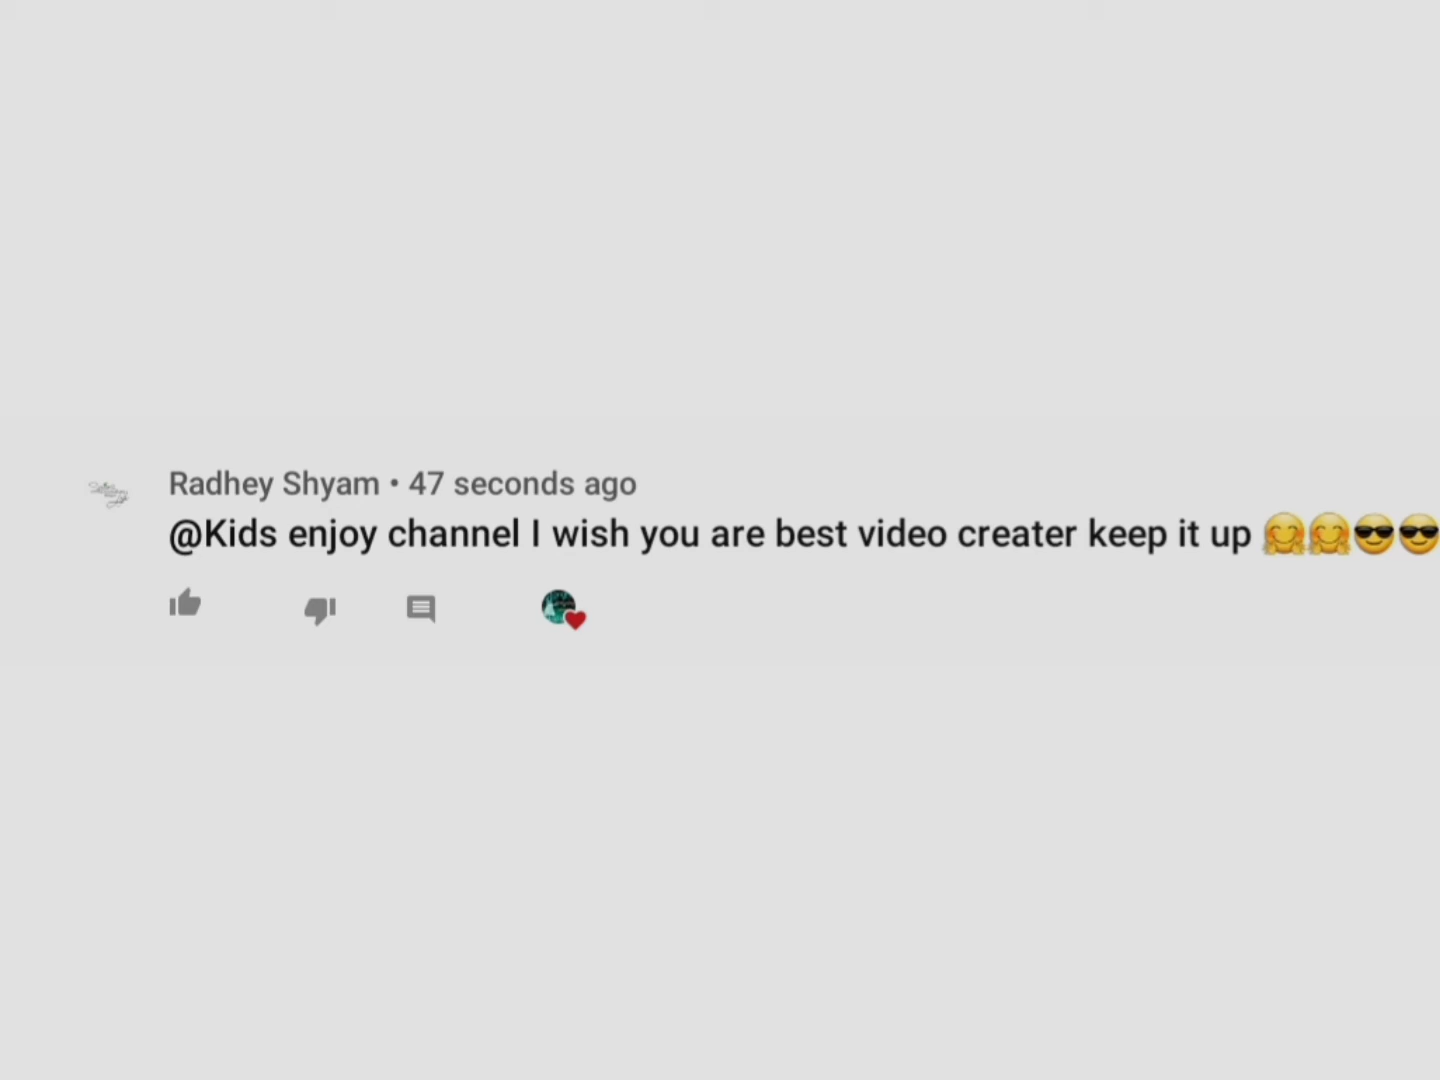 Radhey Shyam • 47 seconds ago
@Kids enjoy channel I wish you are best video creater keep it up 🤗🤗😎😎